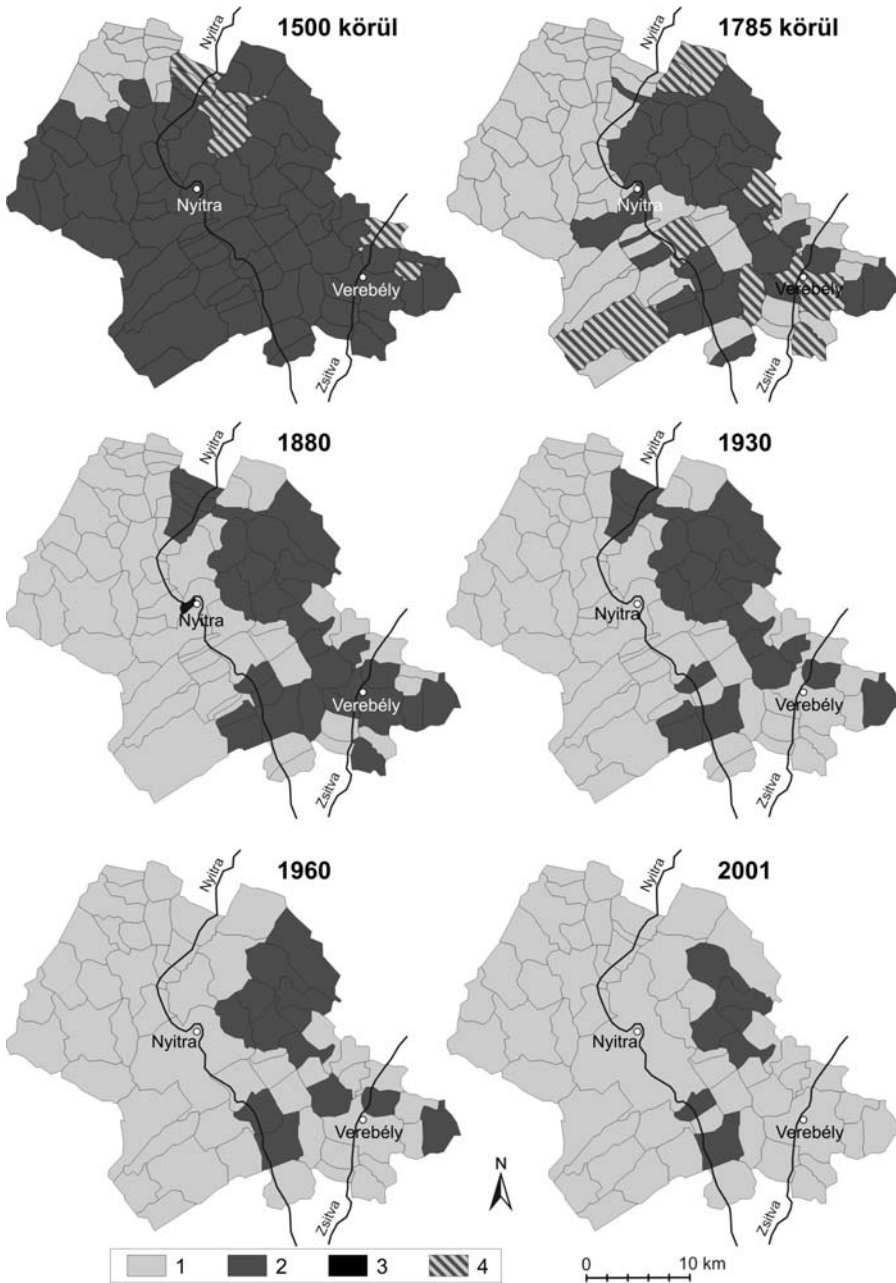 1500 körül
Nyitra
Nyitra
Verebély
Zsitva
1785 körül
Nyitra
Nyitra
Verebély
Zsitva
1880
Nyitra
Nyitra
Verebély
Zsitva
1930
Nyitra
Nyitra
Verebély
Zsitva
1960
Nyitra
Nyitra
Verebély
Zsitva
2001
Nyitra
Nyitra
Verebély
Zsitva
N
1 2 3 4
0 10 km